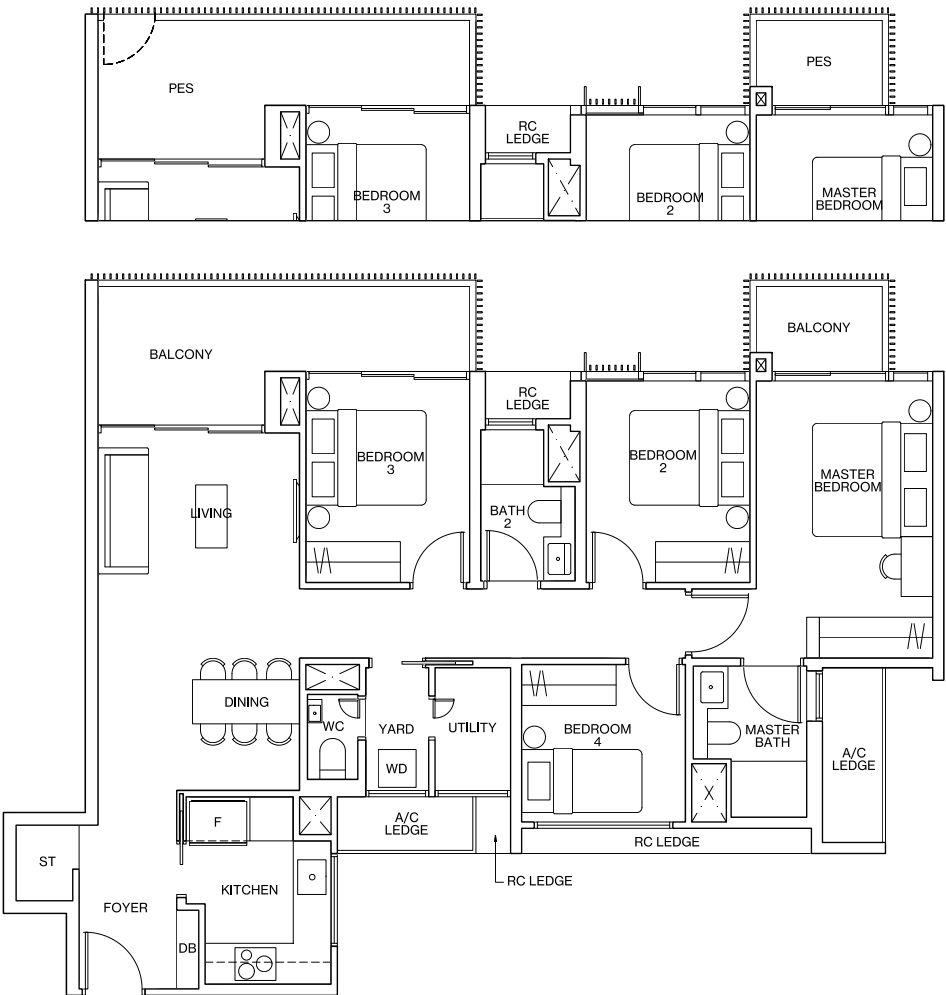 PES
PES
RC
LEDGE
BEDROOM
3
BEDROOM
2
MASTER
BEDROOM
BALCONY
BALCONY
RC
LEDGE
BEDROOM
3
BEDROOM
2
MASTER
BEDROOM
LIVING
BATH
2
DINING
WC
YARD
UTILITY
BEDROOM
4
MASTER
BATH
WD
A/C
LEDGE
F
A/C
LEDGE
RC LEDGE
ST
KITCHEN
RC LEDGE
FOYER
DB